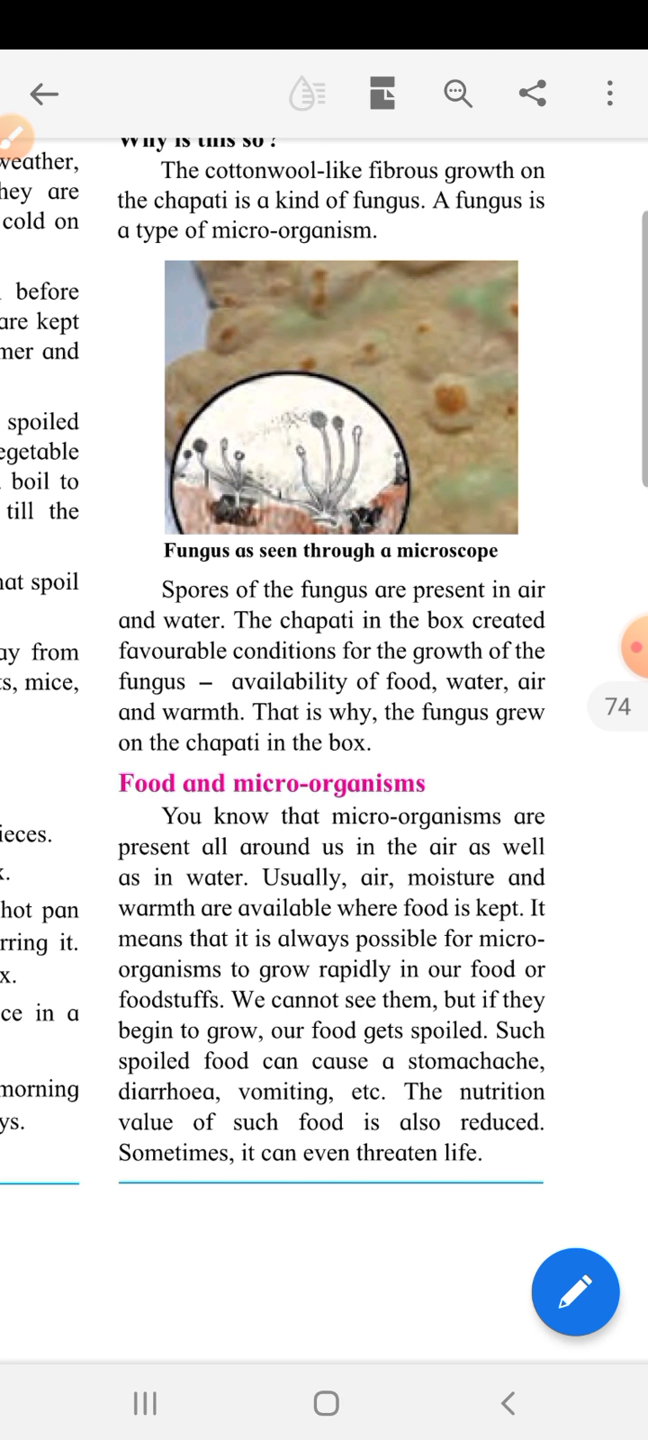 weather,
hey are
cold on
before
are kept
mer and
spoiled
egetable
boil to
till the
hat spoil
ay from
ts, mice,
ieces.
x.
hot pan
rring it.
x.
ce in a
morning
ys.
Why is this so?
The cottonwool-like fibrous growth on
the chapati is a kind of fungus. A fungus is
a type of micro-organism.
Fungus as seen through a microscope
Spores of the fungus are present in air
and water. The chapati in the box created
favourable conditions for the growth of the
fungus – availability of food, water, air
and warmth. That is why, the fungus grew
on the chapati in the box.
Food and micro-organisms
You know that micro-organisms are
present all around us in the air as well
as in water. Usually, air, moisture and
warmth are available where food is kept. It
means that it is always possible for micro-
organisms to grow rapidly in our food or
foodstuffs. We cannot see them, but if they
begin to grow, our food gets spoiled. Such
spoiled food can cause a stomachache,
diarrhoea, vomiting, etc. The nutrition
value of such food is also reduced.
Sometimes, it can even threaten life.
74